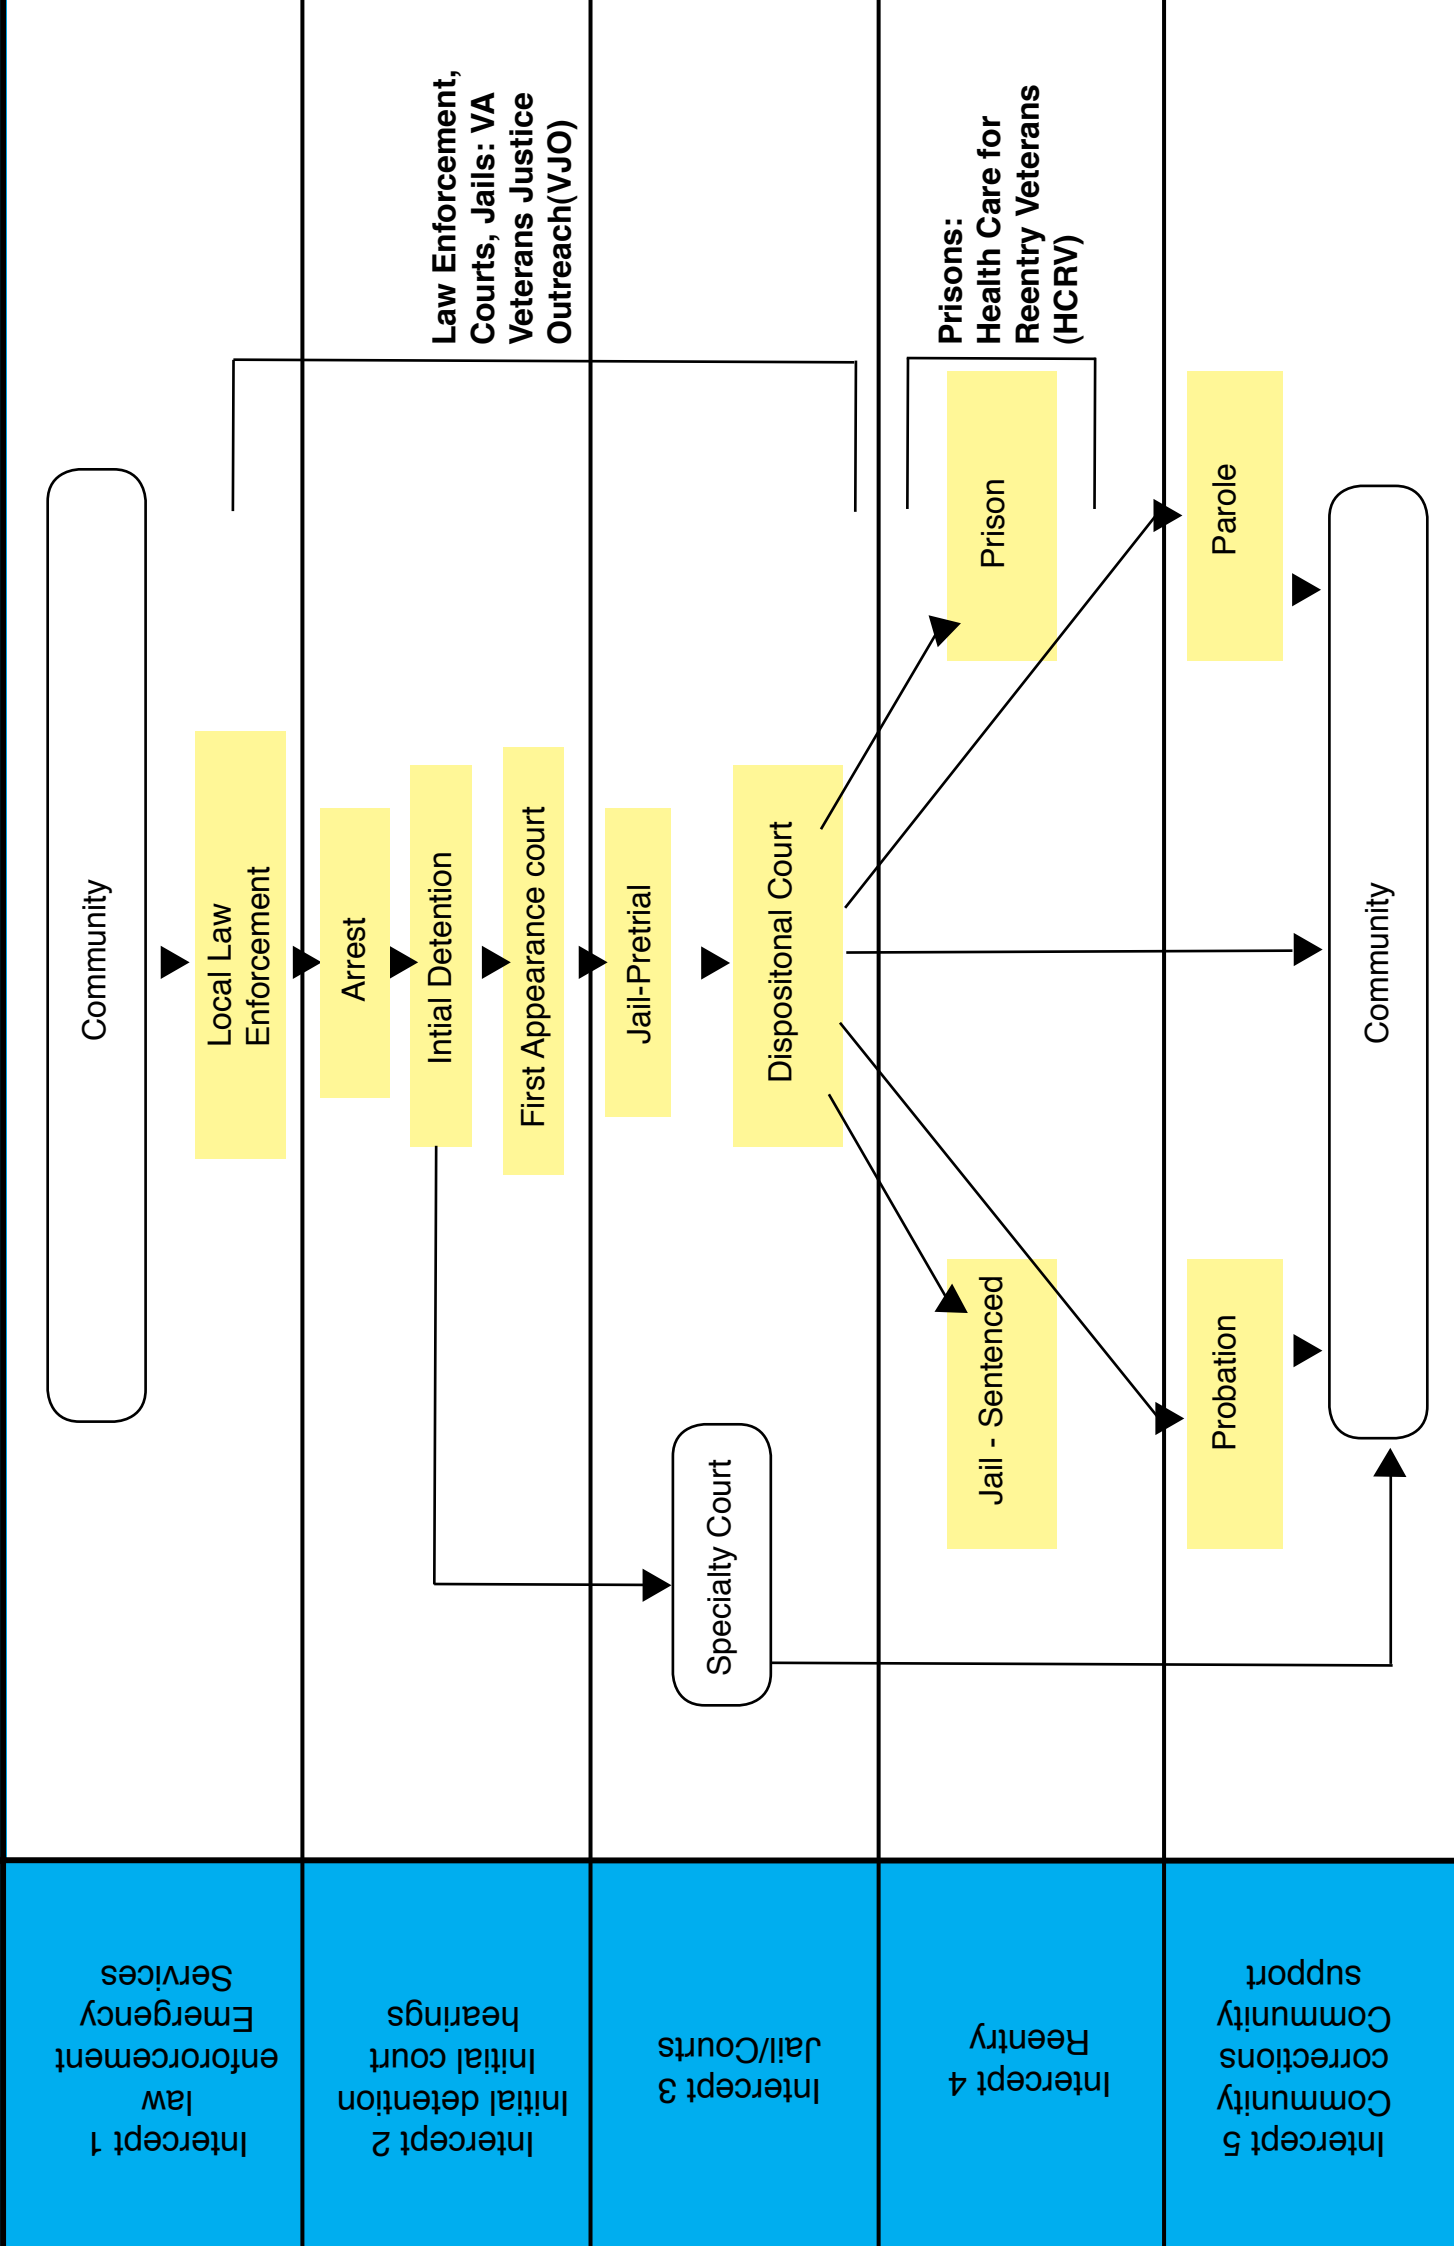 Intercept 1
law
enforcement
Emergency
Services
Intercept 2
Initial detention
Initial court
hearings
Intercept 3
Jail/Courts
Intercept 4
Reentry
Intercept 5
Community
corrections
Community
support
Community
Local Law
Enforcement
Arrest
Intial Detention
First Appearance court
Jail-Pretrial
Specialty Court
Dispositonal Court
Jail - Sentenced
Prison
Probation
Parole
Community
Law Enforcement,
Courts, Jails: VA
Veterans Justice
Outreach(VJO)
Prisons:
Health Care for
Reentry Veterans
(HCRV)